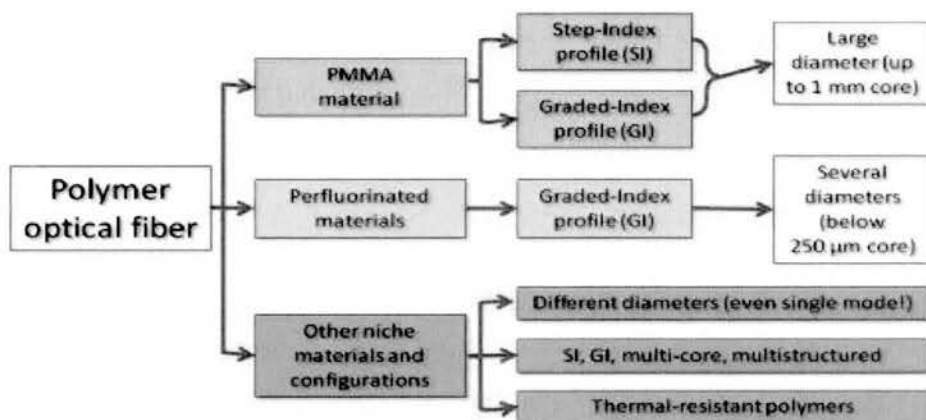 Polymer
optical fiber
PMMA
material
Step-Index
profile (SI)
Graded-Index
profile (GI)
Large
diameter (up
to 1 mm core)
Perfluorinated
materials
Graded-Index
profile (GI)
Several
diameters
(below
250 µm core)
Other niche
materials and
configurations
Different diameters (even single mode!)
SI, GI, multi-core, multistructured
Thermal-resistant polymers